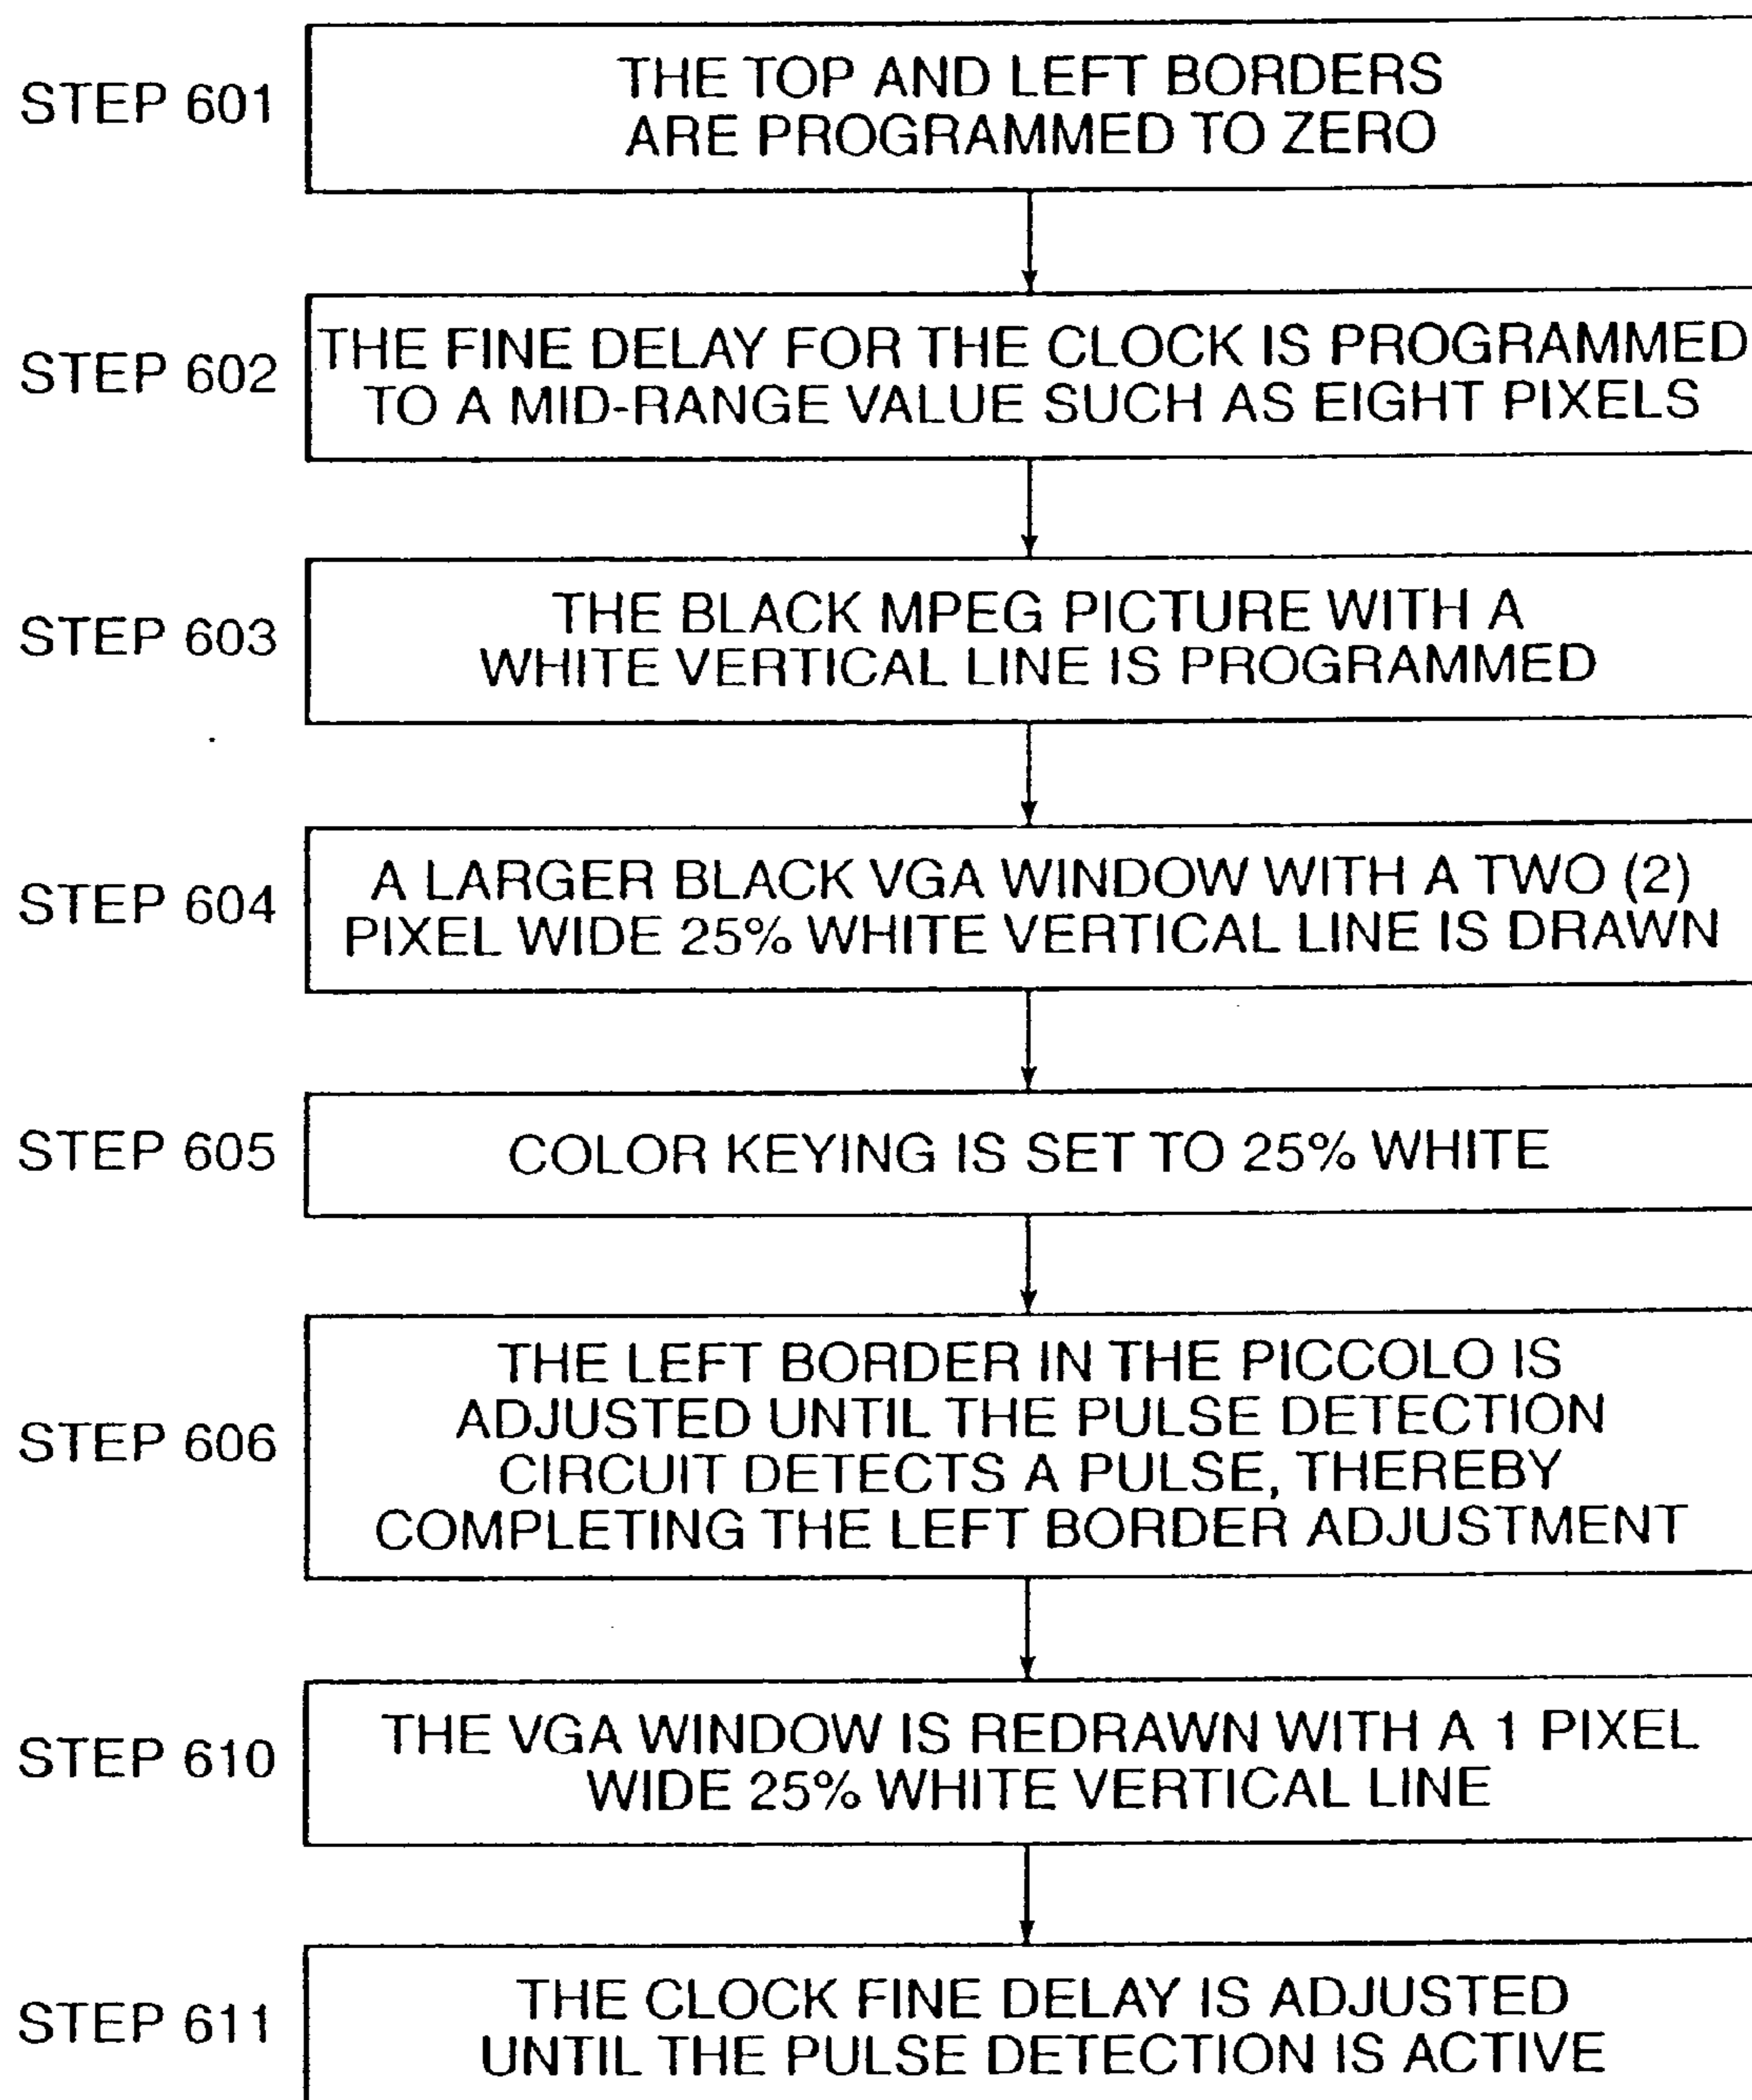 STEP 601
THE TOP AND LEFT BORDERS
ARE PROGRAMMED TO ZERO
STEP 602
THE FINE DELAY FOR THE CLOCK IS PROGRAMMED
TO A MID-RANGE VALUE SUCH AS EIGHT PIXELS
STEP 603
THE BLACK MPEG PICTURE WITH A
WHITE VERTICAL LINE IS PROGRAMMED
STEP 604
A LARGER BLACK VGA WINDOW WITH A TWO (2)
PIXEL WIDE 25% WHITE VERTICAL LINE IS DRAWN
STEP 605
COLOR KEYING IS SET TO 25% WHITE
STEP 606
THE LEFT BORDER IN THE PICCOLO IS
ADJUSTED UNTIL THE PULSE DETECTION
CIRCUIT DETECTS A PULSE, THEREBY
COMPLETING THE LEFT BORDER ADJUSTMENT
STEP 610
THE VGA WINDOW IS REDRAWN WITH A 1 PIXEL
WIDE 25% WHITE VERTICAL LINE
STEP 611
THE CLOCK FINE DELAY IS ADJUSTED
UNTIL THE PULSE DETECTION IS ACTIVE